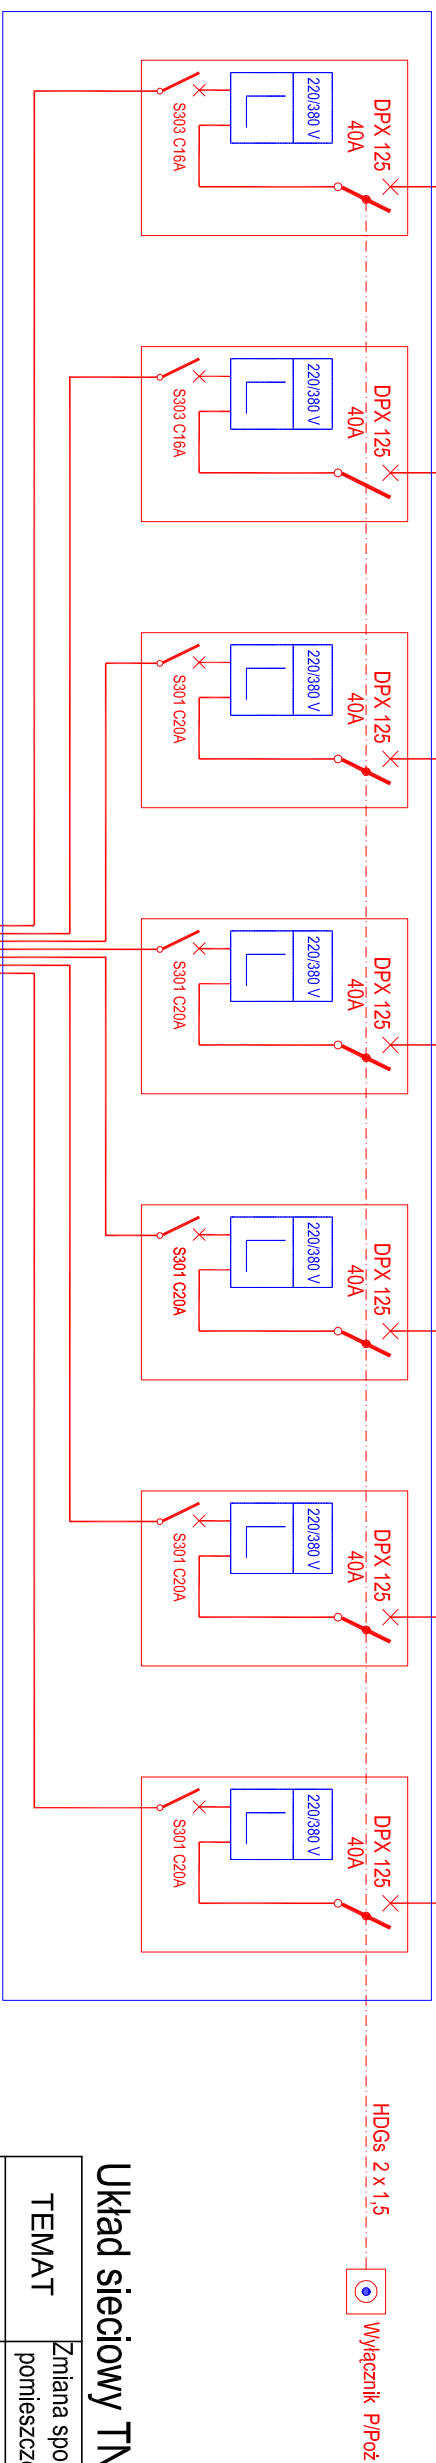 DPX 125
40A
220/380 V
S303 C16A
DPX 125
40A
220/380 V
S303 C16A
DPX 125
40A
220/380 V
S301 C20A
DPX 125
40A
220/380 V
S301 C20A
DPX 125
40A
220/380 V
S301 C20A
DPX 125
40A
220/380 V
S301 C20A
DPX 125
40A
220/380 V
S301 C20A
HDGs 2 x 1,5
Wyłącznik P/Poż
Układ sieciowy TN
TEMAT
Zmiana spo
pomieszcze